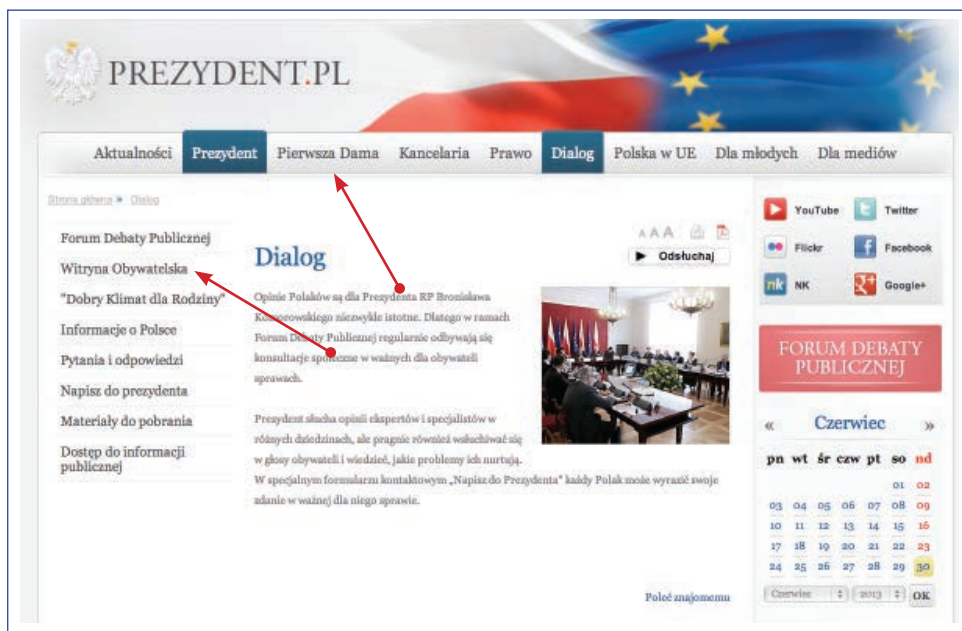 PREZYDENT.PL
Aktualności Prezydent Pierwsza Dama Kancelaria Prawo Dialog Polska w UE Dla młodych Dla mediów
Strona główna » Dialog
Forum Debaty Publicznej
Witryna Obywatelska
"Dobry Klimat dla Rodziny"
Informacje o Polsce
Pytania i odpowiedzi
Napisz do prezydenta
Materiały do pobrania
Dostęp do informacji
publicznej
A A A
Odsłuchaj
Dialog
Opinie Polaków są dla Prezydenta RP Bronisława
Komorowskiego niezwykle istotne. Dlatego w ramach
Forum Debaty Publicznej regularnie odbywają się
konsultacje społeczne w ważnych dla obywateli
sprawach.
Prezydent słucha opinii ekspertów i specjalistów w
różnych dziedzinach, ale pragnie również wsłuchiwać się
w głosy obywateli i wiedzieć, jakie problemy ich nurtują.
W specjalnym formularzu kontaktowym „Napisz do Prezydenta" każdy Polak może wyrazić swoje
zdanie w ważnej dla niego sprawie.
Poleć znajomemu
YouTube Twitter
Flickr Facebook
nk NK Google+
FORUM DEBATY
PUBLICZNEJ
« Czerwiec »
pn wt śr czw pt so nd
01 02
03 04 05 06 07 08 09
10 11 12 13 14 15 16
17 18 19 20 21 22 23
24 25 26 27 28 29 30
Czerwiec 2013 OK